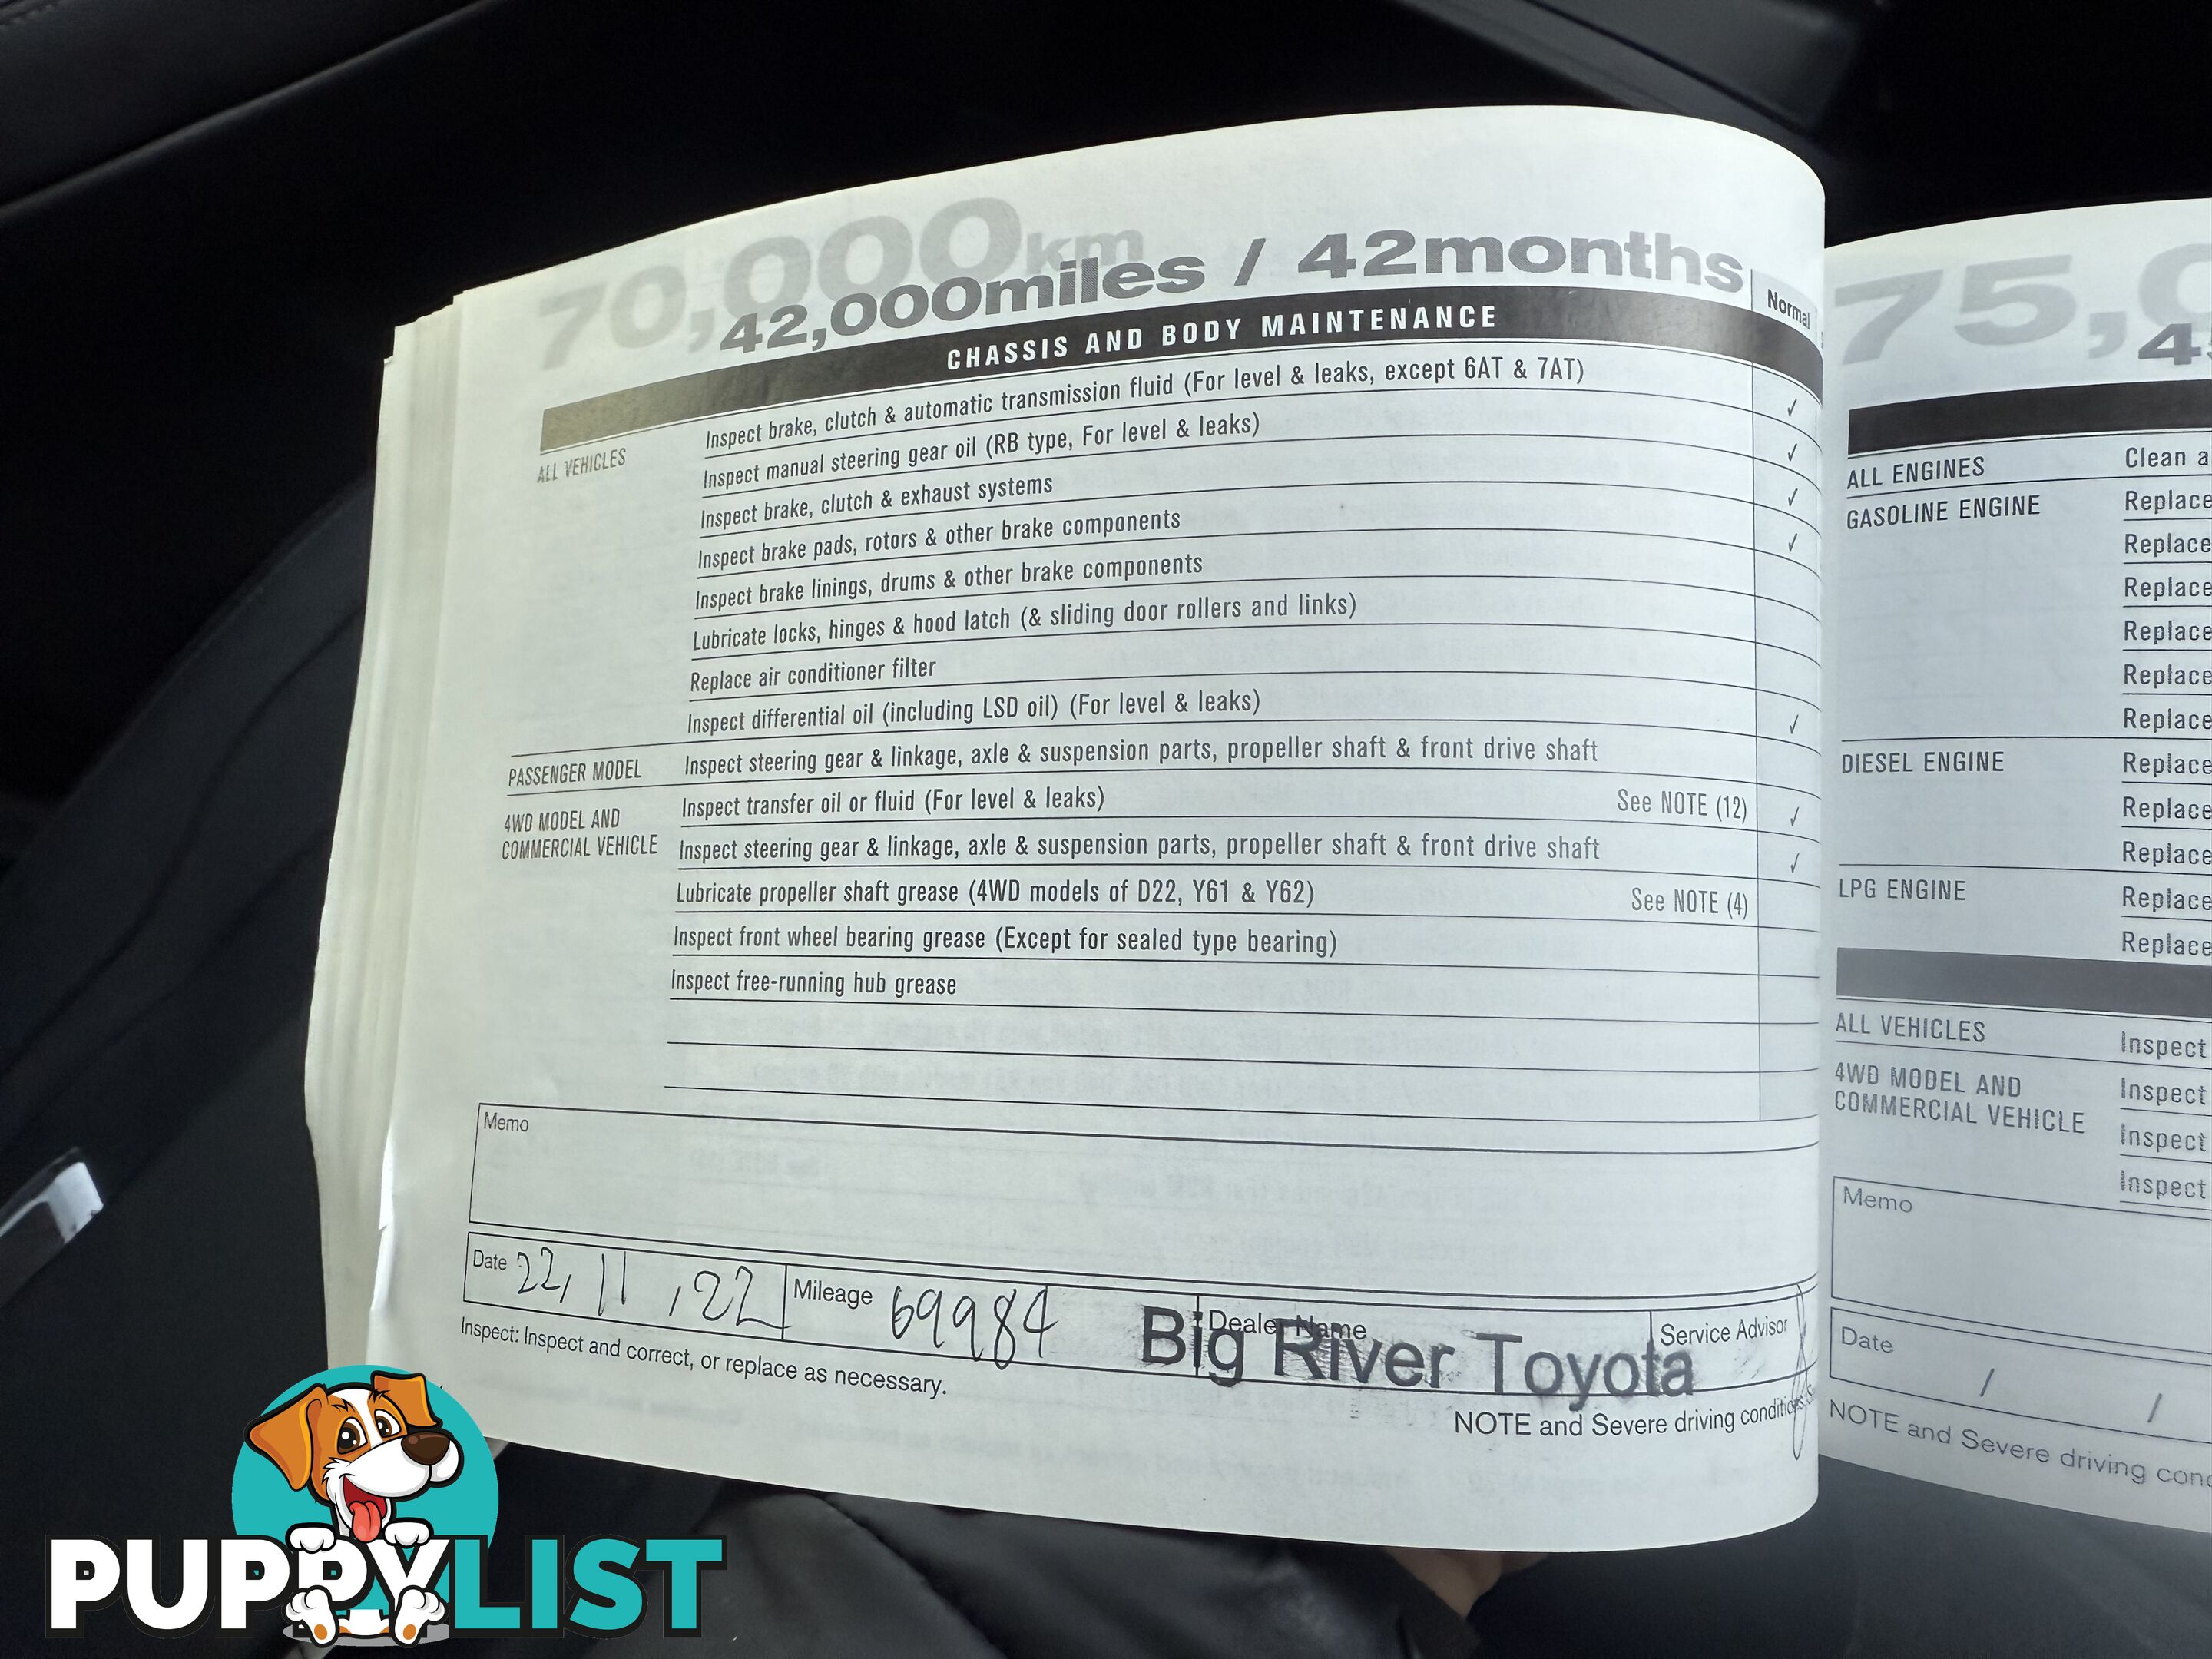 70,000km
42,000miles / 42months
Normal
CHASSIS AND BODY MAINTENANCE
ALL VEHICLES
Inspect brake, clutch & automatic transmission fluid (For level & leaks, except 6AT & 7AT) ✓
Inspect manual steering gear oil (RB type, For level & leaks) ✓
Inspect brake, clutch & exhaust systems ✓
Inspect brake pads, rotors & other brake components ✓
Inspect brake linings, drums & other brake components
Lubricate locks, hinges & hood latch (& sliding door rollers and links)
Replace air conditioner filter
Inspect differential oil (including LSD oil) (For level & leaks) ✓
PASSENGER MODEL
Inspect steering gear & linkage, axle & suspension parts, propeller shaft & front drive shaft
4WD MODEL AND
COMMERCIAL VEHICLE
Inspect transfer oil or fluid (For level & leaks) See NOTE (12) ✓
Inspect steering gear & linkage, axle & suspension parts, propeller shaft & front drive shaft ✓
Lubricate propeller shaft grease (4WD models of D22, Y61 & Y62) See NOTE (4)
Inspect front wheel bearing grease (Except for sealed type bearing)
Inspect free-running hub grease
Memo
Date 22, 11 , 22
Mileage 69984
Dealer Name
Big River Toyota
Service Advisor
Inspect: Inspect and correct, or replace as necessary.
NOTE and Severe driving conditions
75,0
ALL ENGINES Clean a
GASOLINE ENGINE Replace
Replace
Replace
Replace
Replace
Replace
DIESEL ENGINE Replace
Replace
Replace
LPG ENGINE Replace
Replace
ALL VEHICLES Inspect
4WD MODEL AND
COMMERCIAL VEHICLE
Inspect
Inspect
Inspect
Memo
Date / /
NOTE and Severe driving cond
PUPPYLIST